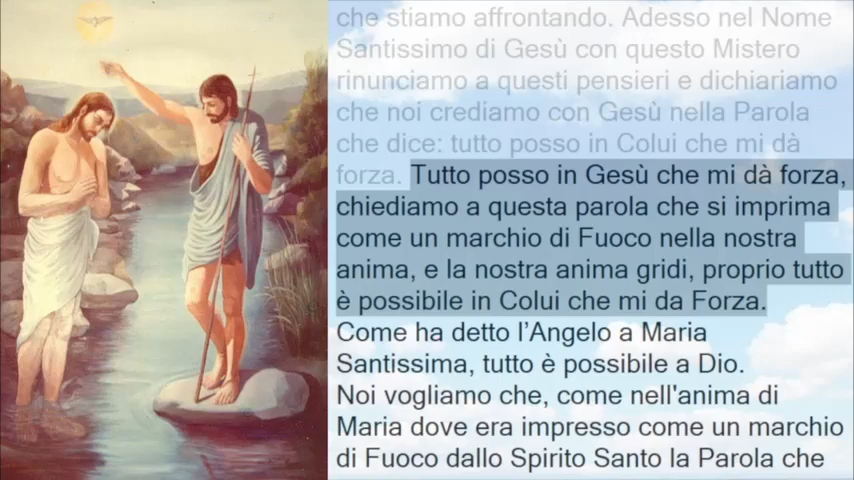 che stiamo affrontando. Adesso nel Nome
Santissimo di Gesù con questo Mistero
rinunciamo a questi pensieri e dichiariamo
che noi crediamo con Gesù nella Parola
che dice: tutto posso in Colui che mi dà
forza. Tutto posso in Gesù che mi dà forza,
chiediamo a questa parola che si imprima
come un marchio di Fuoco nella nostra
anima, e la nostra anima gridi, proprio tutto
è possibile in Colui che mi da Forza.
Come ha detto l’Angelo a Maria
Santissima, tutto è possibile a Dio.
Noi vogliamo che, come nell'anima di
Maria dove era impresso come un marchio
di Fuoco dallo Spirito Santo la Parola che